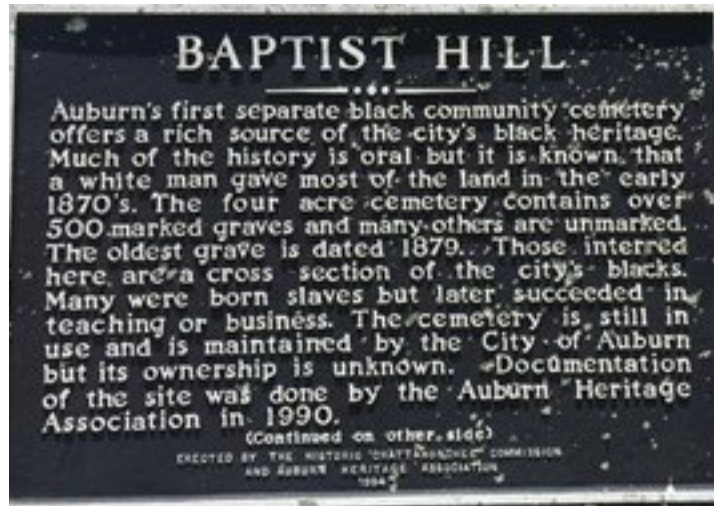 BAPTIST HILL
Auburn's first separate black community cemetery
offers a rich source of the city's black heritage.
Much of the history is oral but it is known that
a white man gave most of the land in the early
1870's. The four acre cemetery contains over
500 marked graves and many others are unmarked.
The oldest grave is dated 1879. Those interred
here are a cross section of the city's blacks.
Many were born slaves but later succeeded in
teaching or business. The cemetery is still in
use and is maintained by the City of Auburn
but its ownership is unknown. Documentation
of the site was done by the Auburn Heritage
Association in 1990.
(Continued on other side)
ERECTED BY THE HISTORIC CHATTAHOOCHEE COMMISSION
AND AUBURN HERITAGE ASSOCIATION
1994